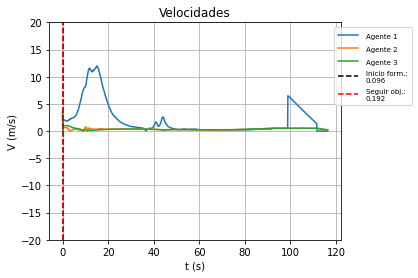 Velocidades
20
15
10
5
0
−5
−10
−15
−20
V (m/s)
0
20
40
60
80
100
120
t (s)
Agente 1
Agente 2
Agente 3
Inicio form.:
0.096
Seguir obj.:
0.192